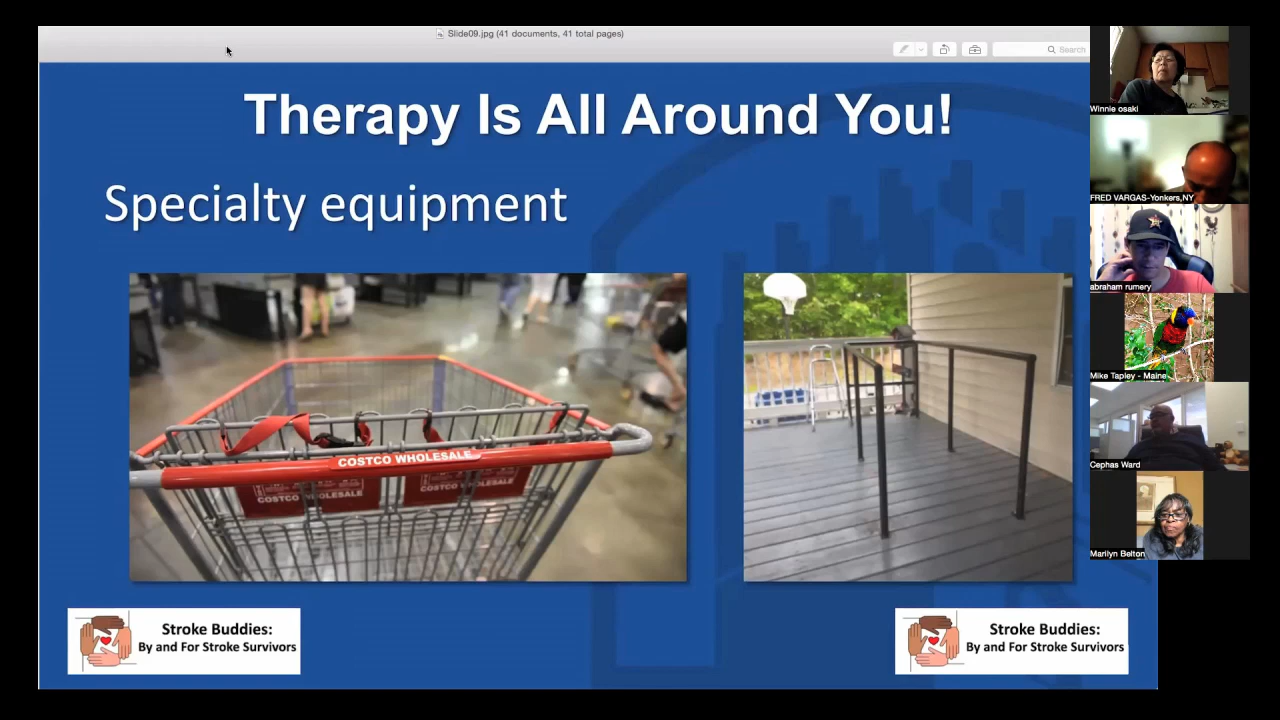 Slide09.jpg (41 documents, 41 total pages)
Search
Therapy Is All Around You!
Specialty equipment
COSTCO WHOLESALE
COSTCO WHOLESALE
COSTCO WHOLESALE
Stroke Buddies:
By and For Stroke Survivors
Stroke Buddies:
By and For Stroke Survivors
Winnie osaki
FRED VARGAS-Yonkers,NY
abraham rumery
Mike Tapley - Maine
Cephas Ward
Marilyn Belton